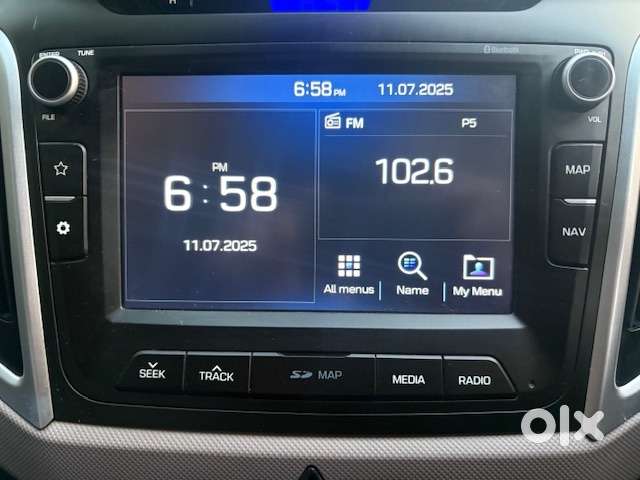 H
ENTER TUNE
Bluetooth
FILE
VOL
6:58 PM 11.07.2025
PM
6:58
11.07.2025
FM P5
102.6
All menus Name My Menu
MAP
NAV
SEEK TRACK SD MAP MEDIA RADIO
olx